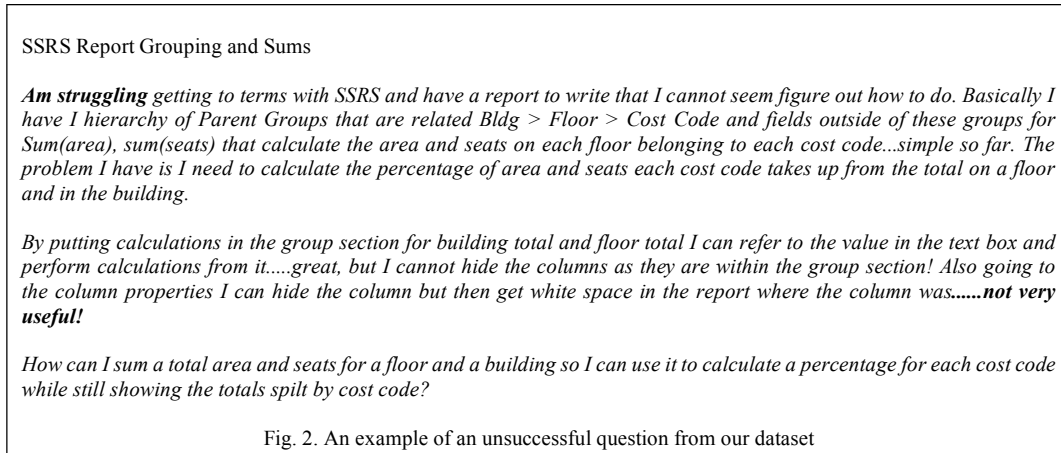 SSRS Report Grouping and Sums
Am struggling getting to terms with SSRS and have a report to write that I cannot seem figure out how to do. Basically I
have I hierarchy of Parent Groups that are related Bldg > Floor > Cost Code and fields outside of these groups for
Sum(area), sum(seats) that calculate the area and seats on each floor belonging to each cost code...simple so far. The
problem I have is I need to calculate the percentage of area and seats each cost code takes up from the total on a floor
and in the building.
By putting calculations in the group section for building total and floor total I can refer to the value in the text box and
perform calculations from it.....great, but I cannot hide the columns as they are within the group section! Also going to
the column properties I can hide the column but then get white space in the report where the column was......not very
useful!
How can I sum a total area and seats for a floor and a building so I can use it to calculate a percentage for each cost code
while still showing the totals spilt by cost code?
Fig. 2. An example of an unsuccessful question from our dataset